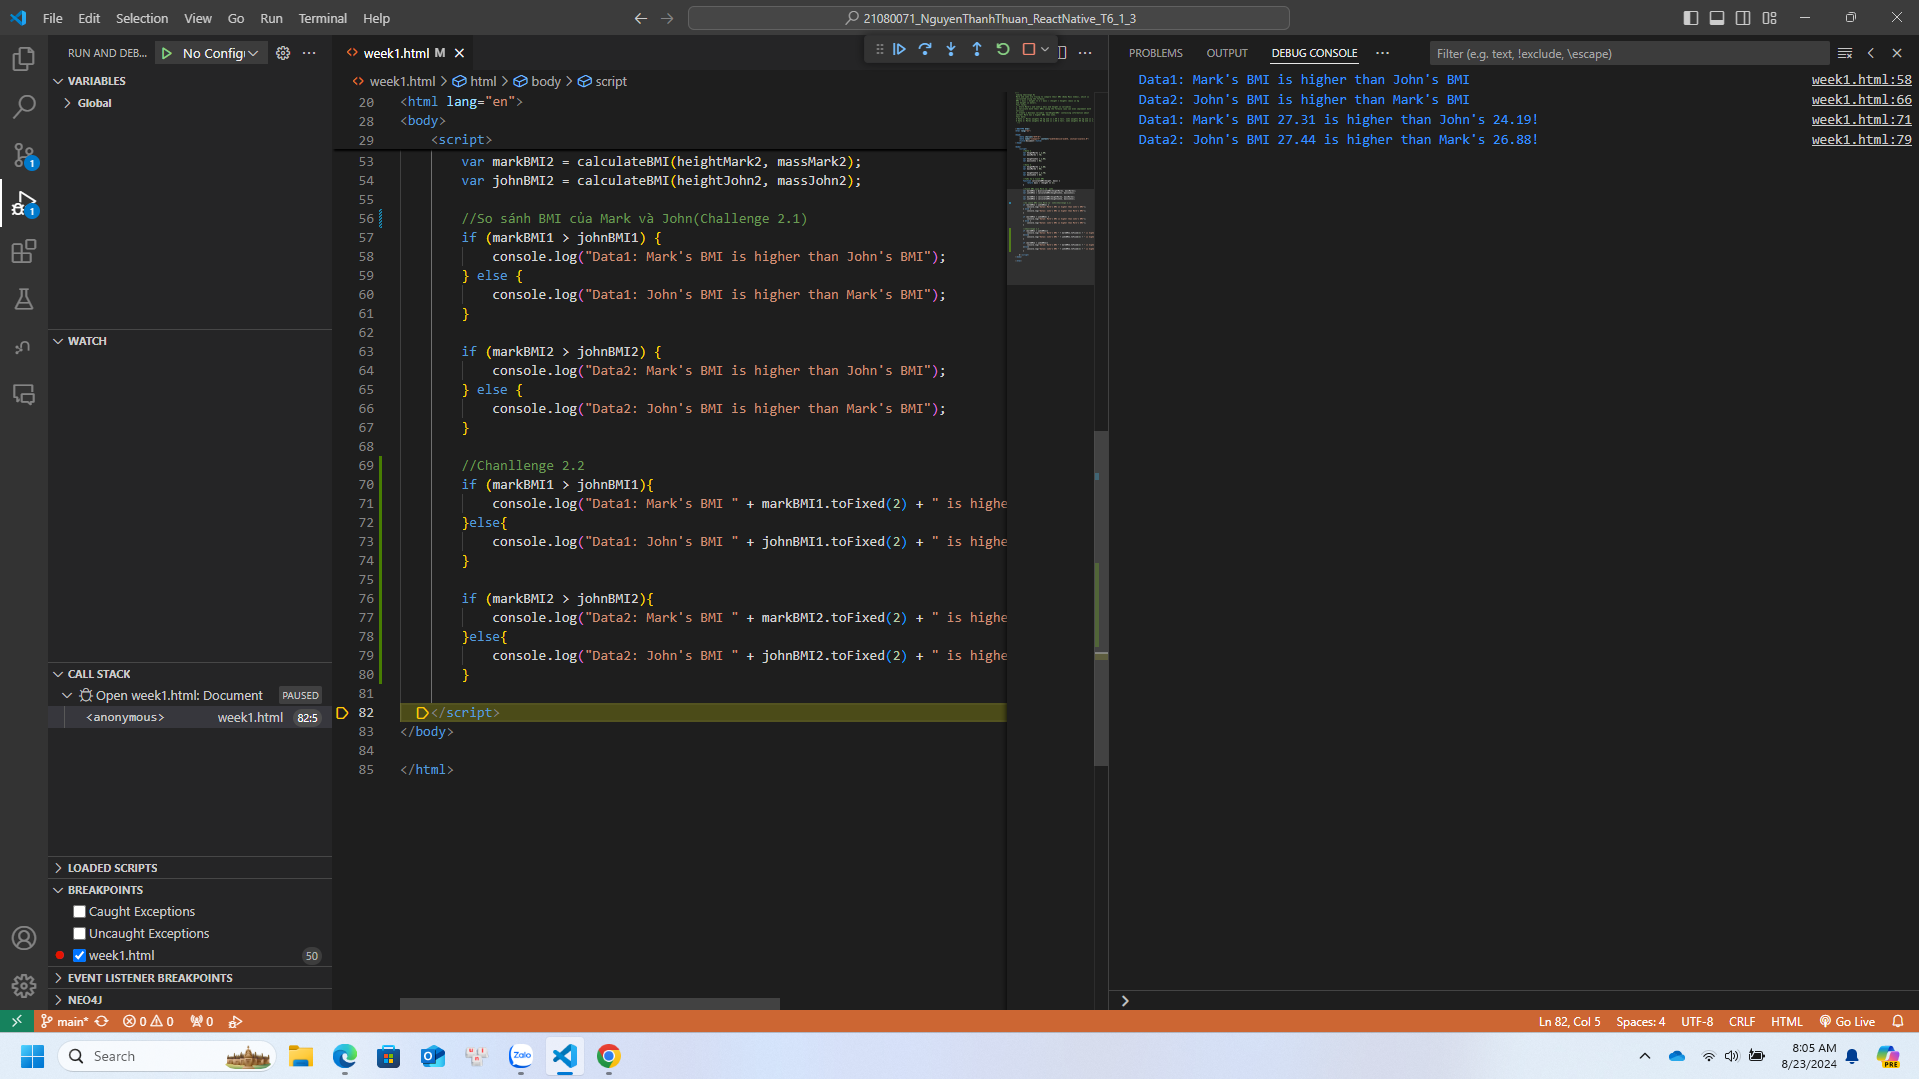 File Edit Selection View Go Run Terminal Help
21080071_NguyenThanhThuan_ReactNative_T6_1_3
RUN AND DEB... No Config
week1.html M
PROBLEMS OUTPUT DEBUG CONSOLE
Filter (e.g. text, !exclude, \escape)
VARIABLES
Global
WATCH
CALL STACK
Open week1.html: Document PAUSED
<anonymous> week1.html 82:5
LOADED SCRIPTS
BREAKPOINTS
Caught Exceptions
Uncaught Exceptions
week1.html 50
EVENT LISTENER BREAKPOINTS
NEO4J
week1.html > html > body > script
20 <html lang="en">
28 <body>
29 <script>
53 var markBMI2 = calculateBMI(heightMark2, massMark2);
54 var johnBMI2 = calculateBMI(heightJohn2, massJohn2);
55
56 //So sánh BMI của Mark và John(Challenge 2.1)
57 if (markBMI1 > johnBMI1) {
58 console.log("Data1: Mark's BMI is higher than John's BMI");
59 } else {
60 console.log("Data1: John's BMI is higher than Mark's BMI");
61 }
62
63 if (markBMI2 > johnBMI2) {
64 console.log("Data2: Mark's BMI is higher than John's BMI");
65 } else {
66 console.log("Data2: John's BMI is higher than Mark's BMI");
67 }
68
69 //Chanllenge 2.2
70 if (markBMI1 > johnBMI1){
71 console.log("Data1: Mark's BMI " + markBMI1.toFixed(2) + " is highe
72 }else{
73 console.log("Data1: John's BMI " + johnBMI1.toFixed(2) + " is highe
74 }
75
76 if (markBMI2 > johnBMI2){
77 console.log("Data2: Mark's BMI " + markBMI2.toFixed(2) + " is highe
78 }else{
79 console.log("Data2: John's BMI " + johnBMI2.toFixed(2) + " is highe
80 }
81
82 </script>
83 </body>
84
85 </html>
Data1: Mark's BMI is higher than John's BMI week1.html:58
Data2: John's BMI is higher than Mark's BMI week1.html:66
Data1: Mark's BMI 27.31 is higher than John's 24.19! week1.html:71
Data2: John's BMI 27.44 is higher than Mark's 26.88! week1.html:79
main* 0 0 0
Ln 82, Col 5 Spaces: 4 UTF-8 CRLF HTML Go Live
Search
Zalo
8:05 AM
8/23/2024
PRE